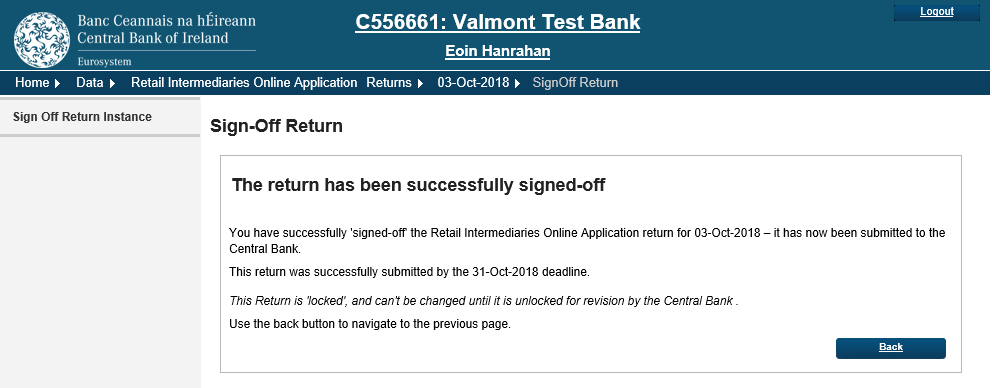 Banc Ceannais na hÉireann
Central Bank of Ireland
Eurosystem
C556661: Valmont Test Bank
Eoin Hanrahan
Logout
Home Data Retail Intermediaries Online Application Returns 03-Oct-2018 SignOff Return
Sign Off Return Instance
Sign-Off Return
The return has been successfully signed-off
You have successfully 'signed-off' the Retail Intermediaries Online Application return for 03-Oct-2018 – it has now been submitted to the
Central Bank.
This return was successfully submitted by the 31-Oct-2018 deadline.
This Return is 'locked', and can't be changed until it is unlocked for revision by the Central Bank .
Use the back button to navigate to the previous page.
Back